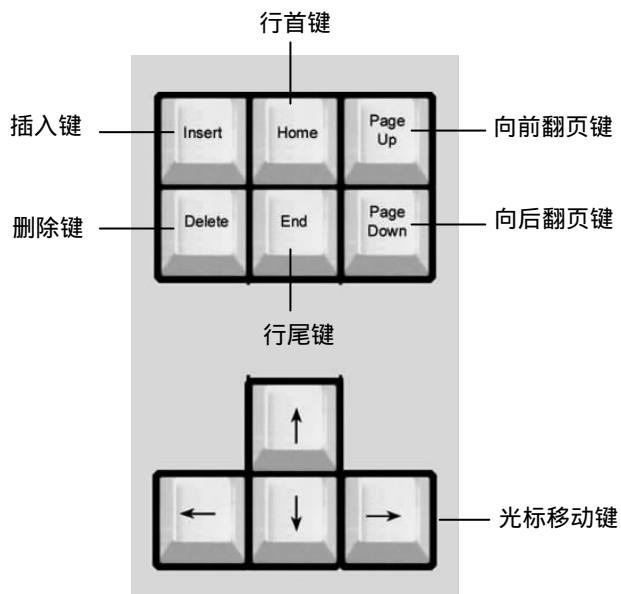 行首键
插入键
Insert
Home
Page
Up
向前翻页键
删除键
Delete
End
Page
Down
向后翻页键
行尾键
光标移动键